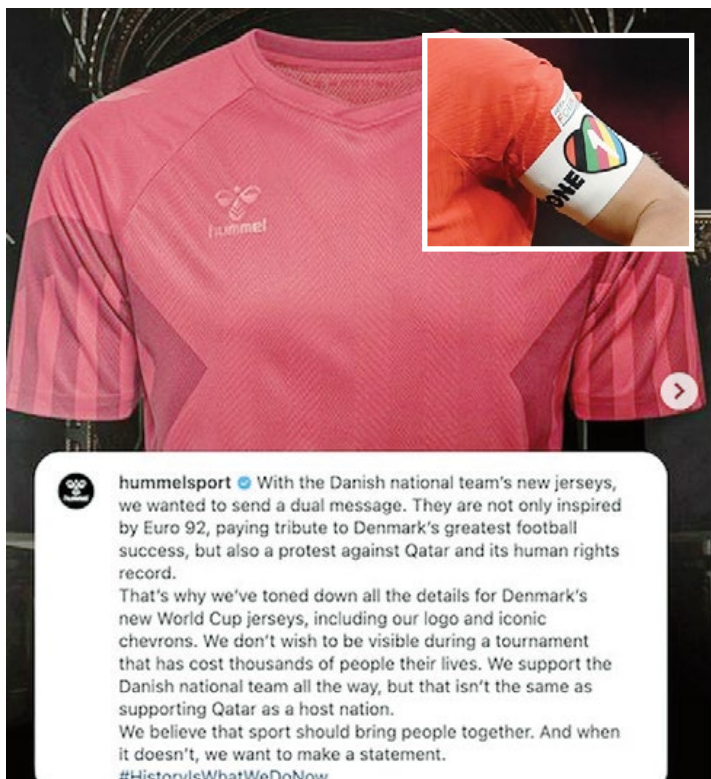 hummel
ONE
hummelsport With the Danish national team's new jerseys,
we wanted to send a dual message. They are not only inspired
by Euro 92, paying tribute to Denmark's greatest football
success, but also a protest against Qatar and its human rights
record.
That's why we've toned down all the details for Denmark's
new World Cup jerseys, including our logo and iconic
chevrons. We don't wish to be visible during a tournament
that has cost thousands of people their lives. We support the
Danish national team all the way, but that isn't the same as
supporting Qatar as a host nation.
We believe that sport should bring people together. And when
it doesn't, we want to make a statement.
#HistoryIsWhatWeDoNow